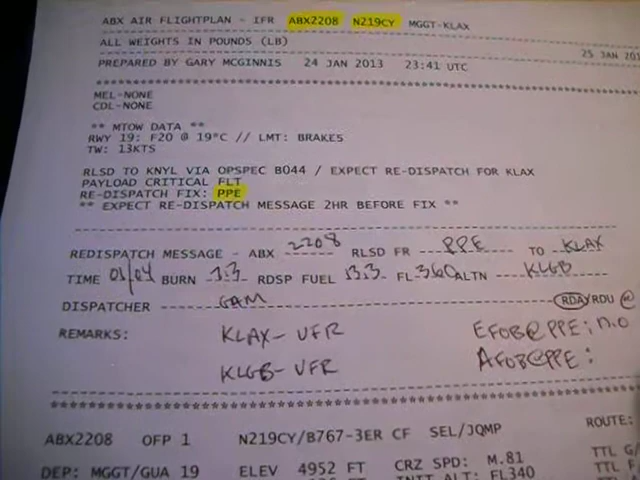 ABX AIR FLIGHTPLAN - IFR ABX2208 N219CY MGGT-KLAX
ALL WEIGHTS IN POUNDS (LB) 25 JAN 201
PREPARED BY GARY MCGINNIS 24 JAN 2013 23:41 UTC
MEL-NONE
CDL-NONE
** MTOW DATA **
RWY 19: F20 @ 19°C // LMT: BRAKES
TW: 13KTS
RLSD TO KNYL VIA OPSPEC B044 / EXPECT RE-DISPATCH FOR KLAX
PAYLOAD CRITICAL FLT
RE-DISPATCH FIX: PPE
** EXPECT RE-DISPATCH MESSAGE 2HR BEFORE FIX **
REDISPATCH MESSAGE - ABX 2208 RLSD FR PPE TO KLAX
TIME 01/04 BURN 3.3 RDSP FUEL 13.3 FL 360 ALTN KLGB
DISPATCHER GAM RDA/RDU
REMARKS: KLAX- VFR EFOB@PPE:
KLGB- VFR AFOB@PPE:
ABX2208 OFP 1 N219CY/B767-3ER CF SEL/JQMP ROUTE:
DEP: MGGT/GUA 19 ELEV 4952 FT CRZ SPD: M.81 TTL G/
INIT ALT: FL340 TTL F